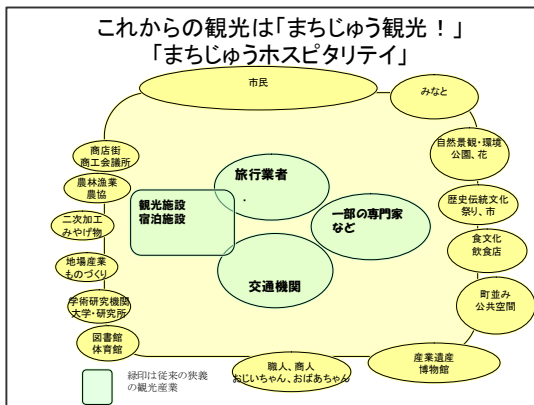 これからの観光は「まちじゅう観光！」
「まちじゅうホスピタリテイ」
市民
みなと
商店街
商工会議所
自然景観・環境
公園、花
農林漁業
農協
旅行業者
.
観光施設
宿泊施設
一部の専門家
など
歴史伝統文化
祭り、市
二次加工
みやげ物
食文化
飲食店
地場産業
ものづくり
交通機関
町並み
公共空間
学術研究機関
大学・研究所
図書館
体育館
産業遺産
博物館
職人、商人
おじいちゃん、おばあちゃん
緑印は従来の狭義
の観光産業